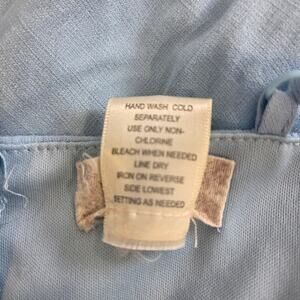 HAND WASH COLD
SEPARATELY
USE ONLY NON-
CHLORINE
BLEACH WHEN NEEDED
LINE DRY
IRON ON REVERSE
SIDE LOWEST
SETTING AS NEEDED